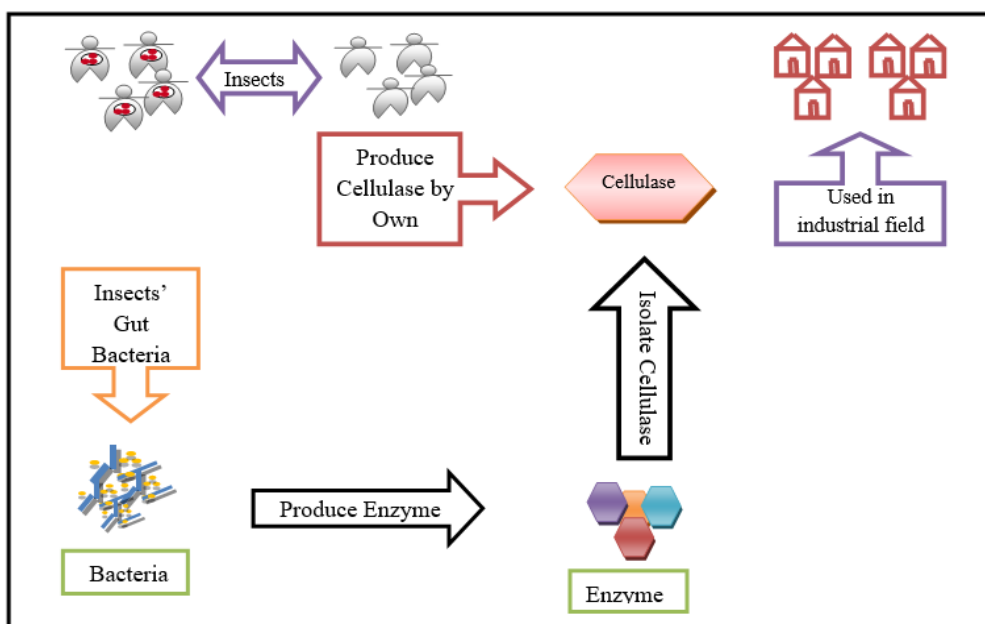 Insects
Produce
Cellulase by
Own
Cellulase
Used in
industrial field
Insects’
Gut
Bacteria
Isolate Cellulase
Produce Enzyme
Bacteria
Enzyme